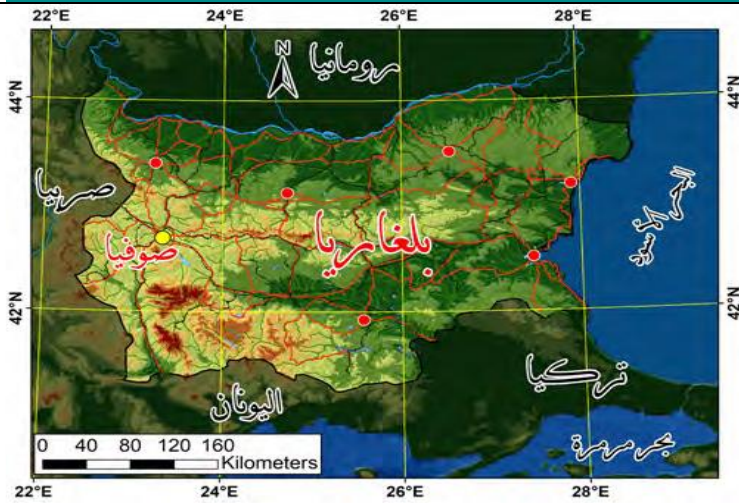 22°E 24°E 26°E 28°E
N
رومانيا
44°N 44°N
صربيا
البحر الأسود
بلغاريا
صوفيا
42°N 42°N
تركيا
اليونان
بحر مرمرة
0 40 80 120 160
Kilometers
22°E 24°E 26°E 28°E